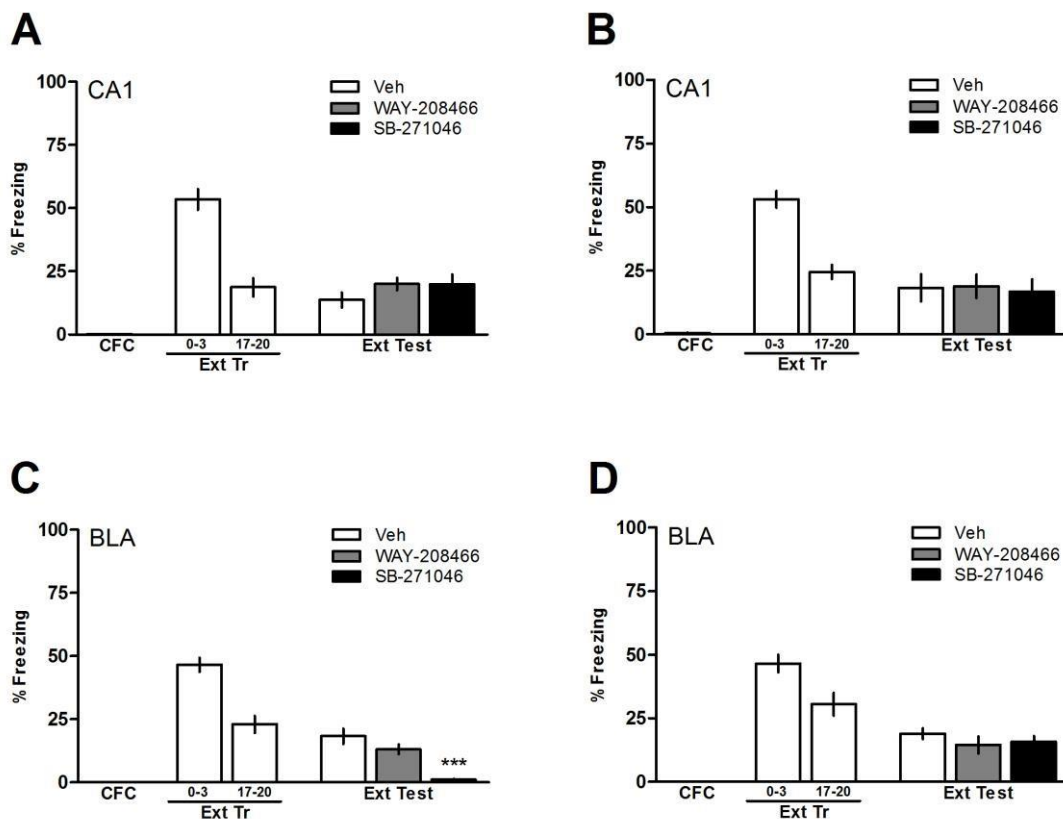 A
CA1
Veh
WAY-208466
SB-271046
% Freezing
100
75
50
25
0
CFC
0-3
17-20
Ext Tr
Ext Test
B
CA1
Veh
WAY-208466
SB-271046
% Freezing
100
75
50
25
0
CFC
0-3
17-20
Ext Tr
Ext Test
C
BLA
Veh
WAY-208466
SB-271046
% Freezing
100
75
50
25
0
***
CFC
0-3
17-20
Ext Tr
Ext Test
D
BLA
Veh
WAY-208466
SB-271046
% Freezing
100
75
50
25
0
CFC
0-3
17-20
Ext Tr
Ext Test